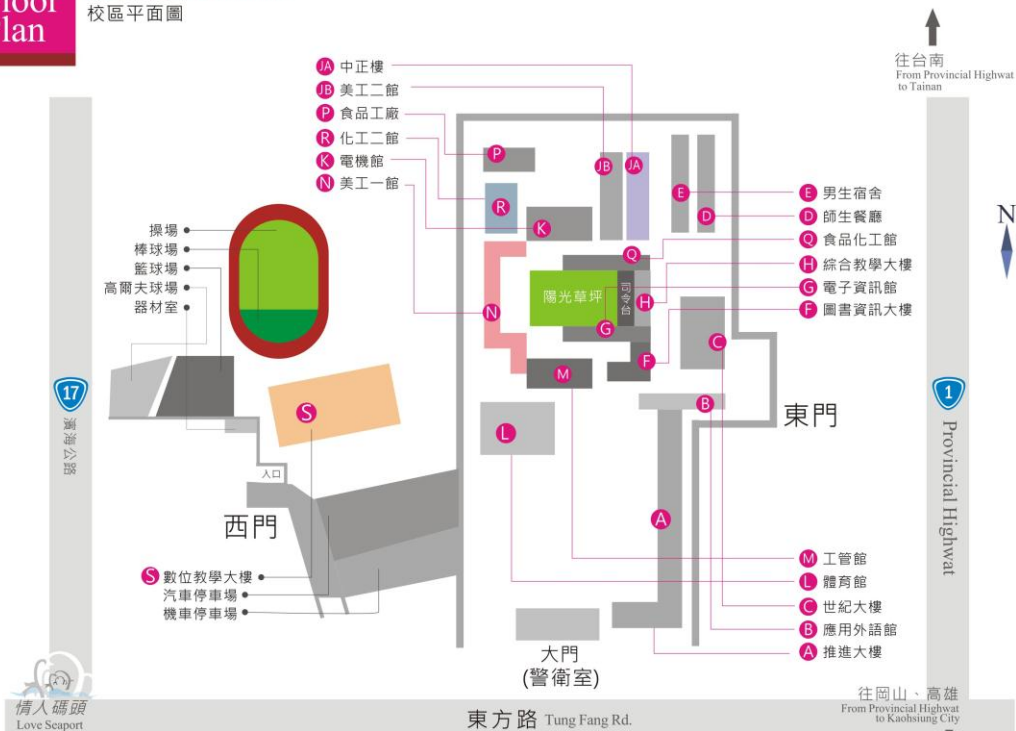 Floor
Plan
校區平面圖
往台南
From Provincial Highwat
to Tainan
JA 中正樓
JB 美工二館
P 食品工廠
R 化工二館
K 電機館
N 美工一館
操場
棒球場
籃球場
高爾夫球場
器材室
P
R
K
JB
JA
E
D
Q
陽光草坪
司令台
H
N
G
F
C
M
B
L
S
A
E 男生宿舍
D 師生餐廳
Q 食品化工館
H 綜合教學大樓
G 電子資訊館
F 圖書資訊大樓
N
17
濱海公路
1
Provincial Highwat
東門
入口
西門
S 數位教學大樓
汽車停車場
機車停車場
M 工管館
L 體育館
C 世紀大樓
B 應用外語館
A 推進大樓
大門
(警衛室)
情人碼頭
Love Seaport
東方路 Tung Fang Rd.
往岡山、高雄
From Provincial Highwat
to Kaohsiung City